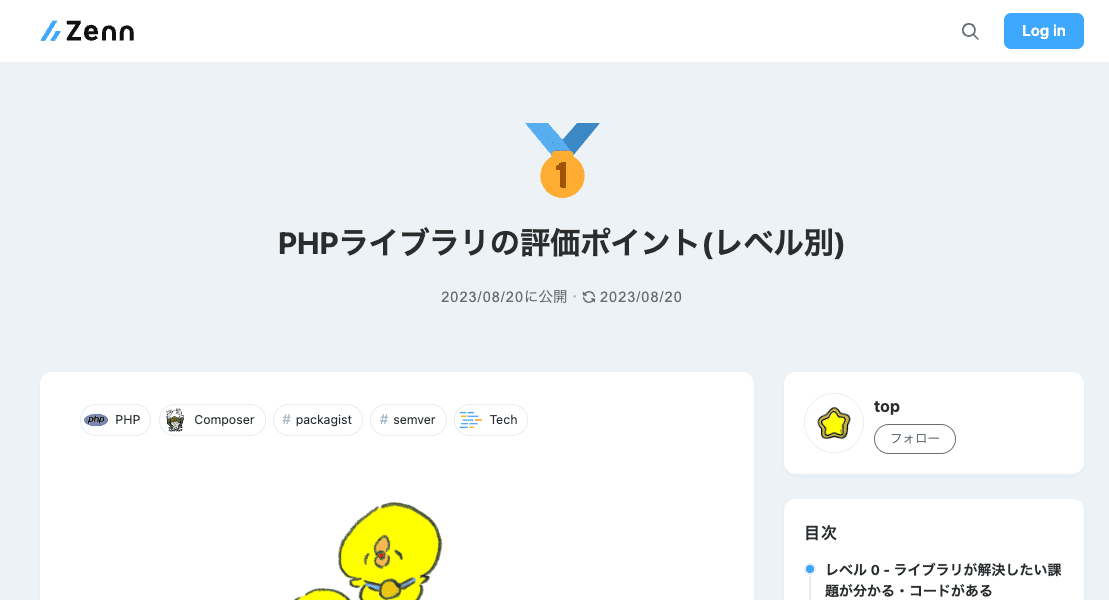 Zenn
Log in
1
PHPライブラリの評価ポイント(レベル別)
2023/08/20に公開・2023/08/20
php PHP
Composer
# packagist
# semver
Tech
top
フォロー
目次
レベル 0 - ライブラリが解決したい課
題が分かる・コードがある